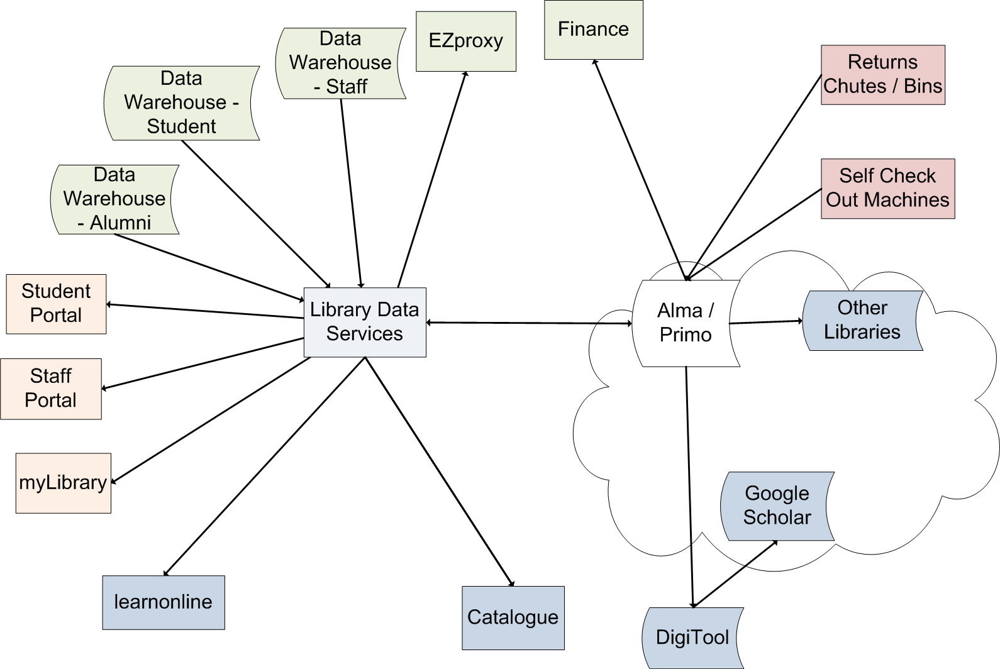 Finance
EZproxy
Data
Warehouse
- Staff
Returns
Chutes / Bins
Data
Warehouse -
Student
Data
Warehouse
- Alumni
Self Check
Out Machines
Student
Portal
Library Data
Services
Alma /
Primo
Other
Libraries
Staff
Portal
myLibrary
Google
Scholar
learnonline
Catalogue
DigiTool